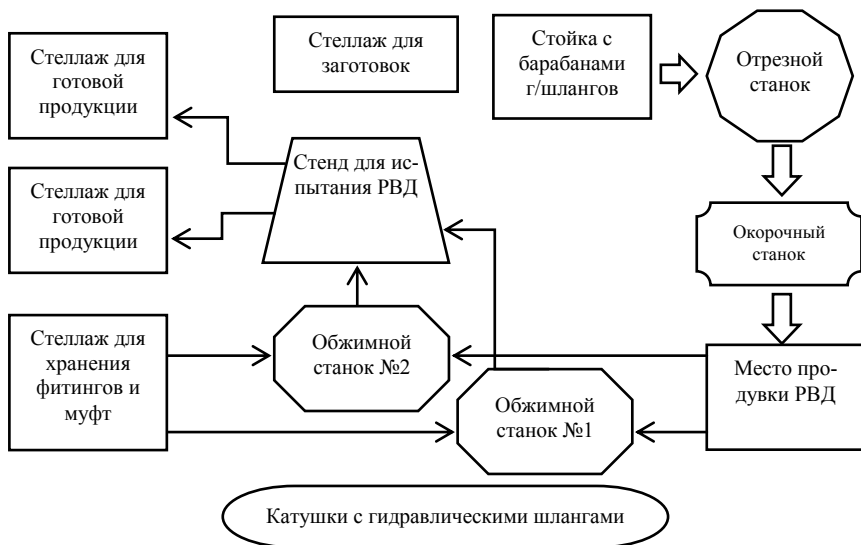 Стеллаж для
готовой
продукции
Стеллаж для
заготовок
Стойка с
барабанами
г/шлангов
Отрезной
станок
Стеллаж для
готовой
продукции
Стенд для ис-
пытания РВД
Окорочный
станок
Стеллаж для
хранения
фитингов и
муфт
Обжимной
станок №2
Обжимной
станок №1
Место про-
дувки РВД
Катушки с гидравлическими шлангами